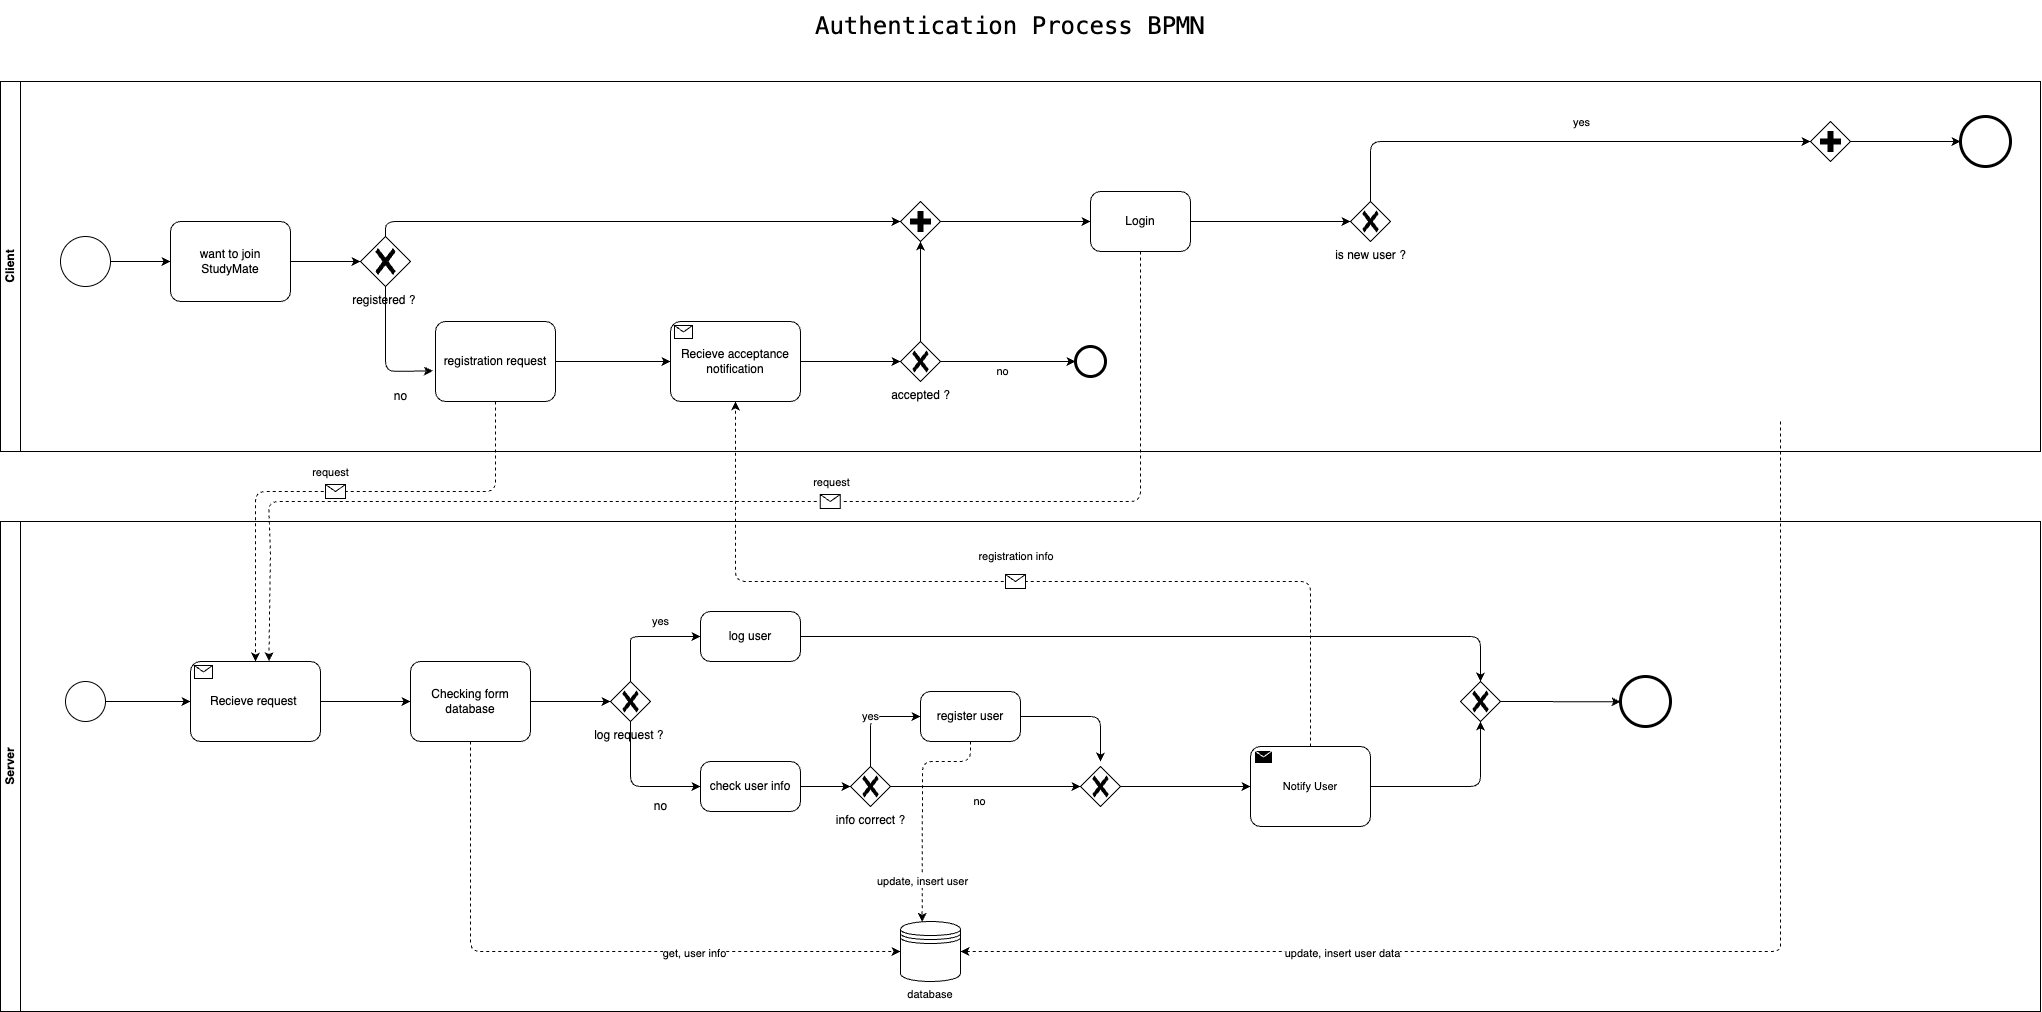 Authentication Process BPMN
Client
yes
want to join
StudyMate
registered ?
no
registration request
Recieve acceptance
notification
accepted ?
no
Login
is new user ?
request
request
Server
registration info
Recieve request
Checking form
database
log request ?
yes
log user
no
check user info
info correct ?
yes
register user
no
Notify User
update, insert user
get, user info
update, insert user data
database